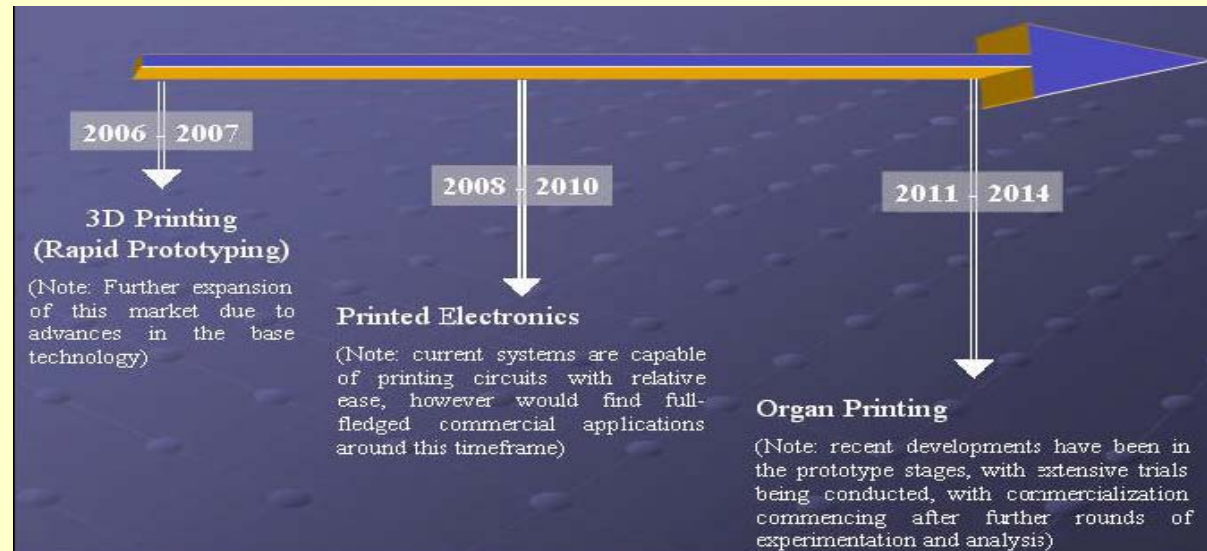 2006 - 2007
3D Printing
(Rapid Prototyping)
(Note: Further expansion
of this market due to
advances in the base
technology)
2008 - 2010
Printed Electronics
(Note: current systems are capable
of printing circuits with relative
ease, however would find full-
fledged commercial applications
around this timeframe)
2011 - 2014
Organ Printing
(Note: recent developments have been in
the prototype stages, with extensive trials
being conducted, with commercialization
commencing after further rounds of
experimentation and analysis)